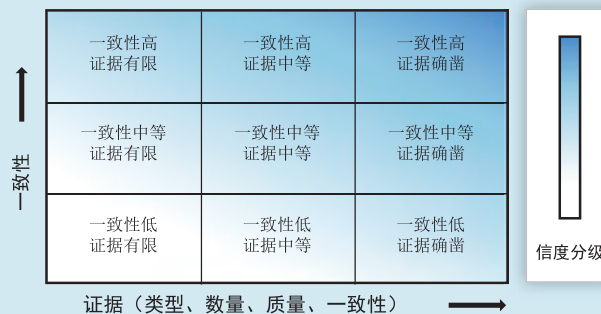 一致性高
证据有限
一致性高
证据中等
一致性高
证据确凿
一致性中等
证据有限
一致性中等
证据中等
一致性中等
证据确凿
一致性低
证据有限
一致性低
证据中等
一致性低
证据确凿
一致性
证据（类型、数量、质量、一致性）
信度分级